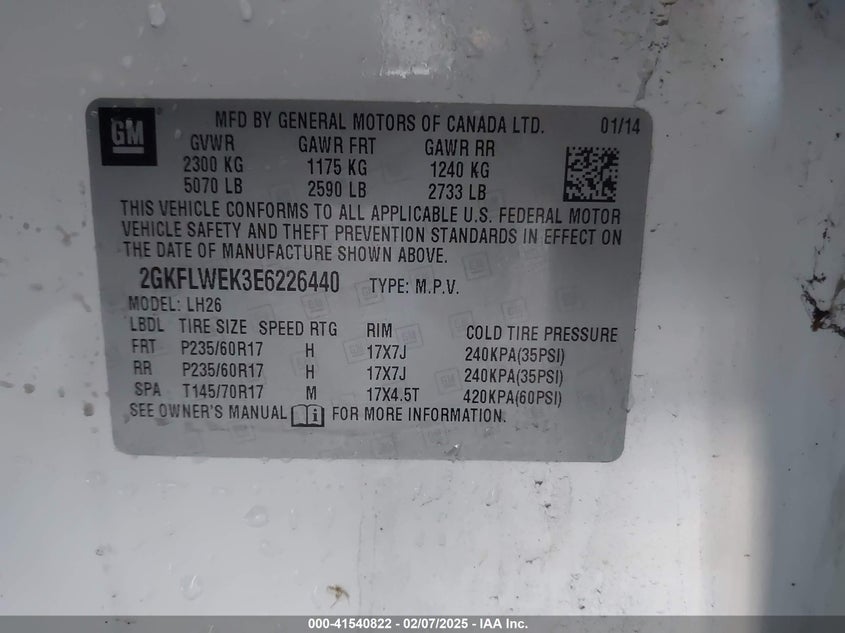 GM
MFD BY GENERAL MOTORS OF CANADA LTD. 01/14
GVWR GAWR FRT GAWR RR
2300 KG 1175 KG 1240 KG
5070 LB 2590 LB 2733 LB
THIS VEHICLE CONFORMS TO ALL APPLICABLE U.S. FEDERAL MOTOR
VEHICLE SAFETY AND THEFT PREVENTION STANDARDS IN EFFECT ON
THE DATE OF MANUFACTURE SHOWN ABOVE.
2GKFLWEK3E6226440 TYPE: M.P.V.
MODEL: LH26
LBDL TIRE SIZE SPEED RTG RIM COLD TIRE PRESSURE
FRT P235/60R17 H 17X7J 240KPA(35PSI)
RR P235/60R17 H 17X7J 240KPA(35PSI)
SPA T145/70R17 M 17X4.5T 420KPA(60PSI)
SEE OWNER'S MANUAL i FOR MORE INFORMATION.
000-41540822 - 02/07/2025 - IAA Inc.